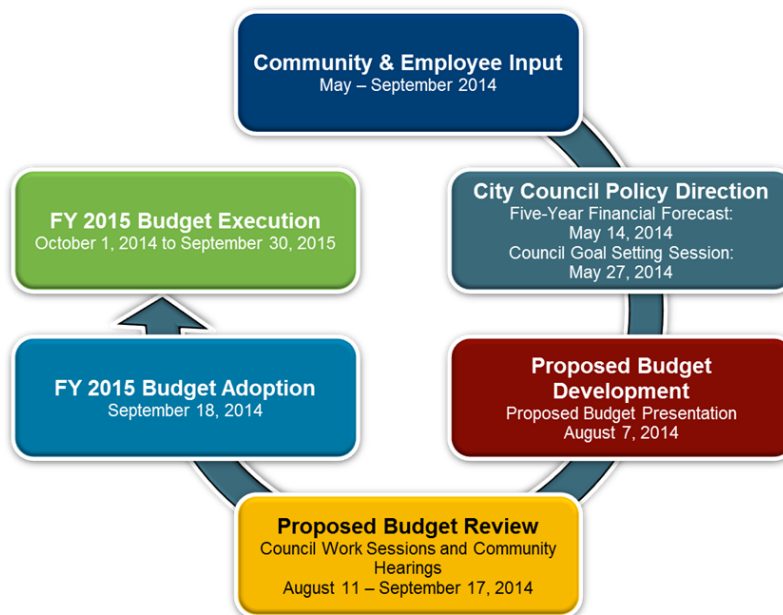 Community & Employee Input
May – September 2014
City Council Policy Direction
Five-Year Financial Forecast:
May 14, 2014
Council Goal Setting Session:
May 27, 2014
Proposed Budget
Development
Proposed Budget Presentation
August 7, 2014
Proposed Budget Review
Council Work Sessions and Community
Hearings
August 11 – September 17, 2014
FY 2015 Budget Adoption
September 18, 2014
FY 2015 Budget Execution
October 1, 2014 to September 30, 2015